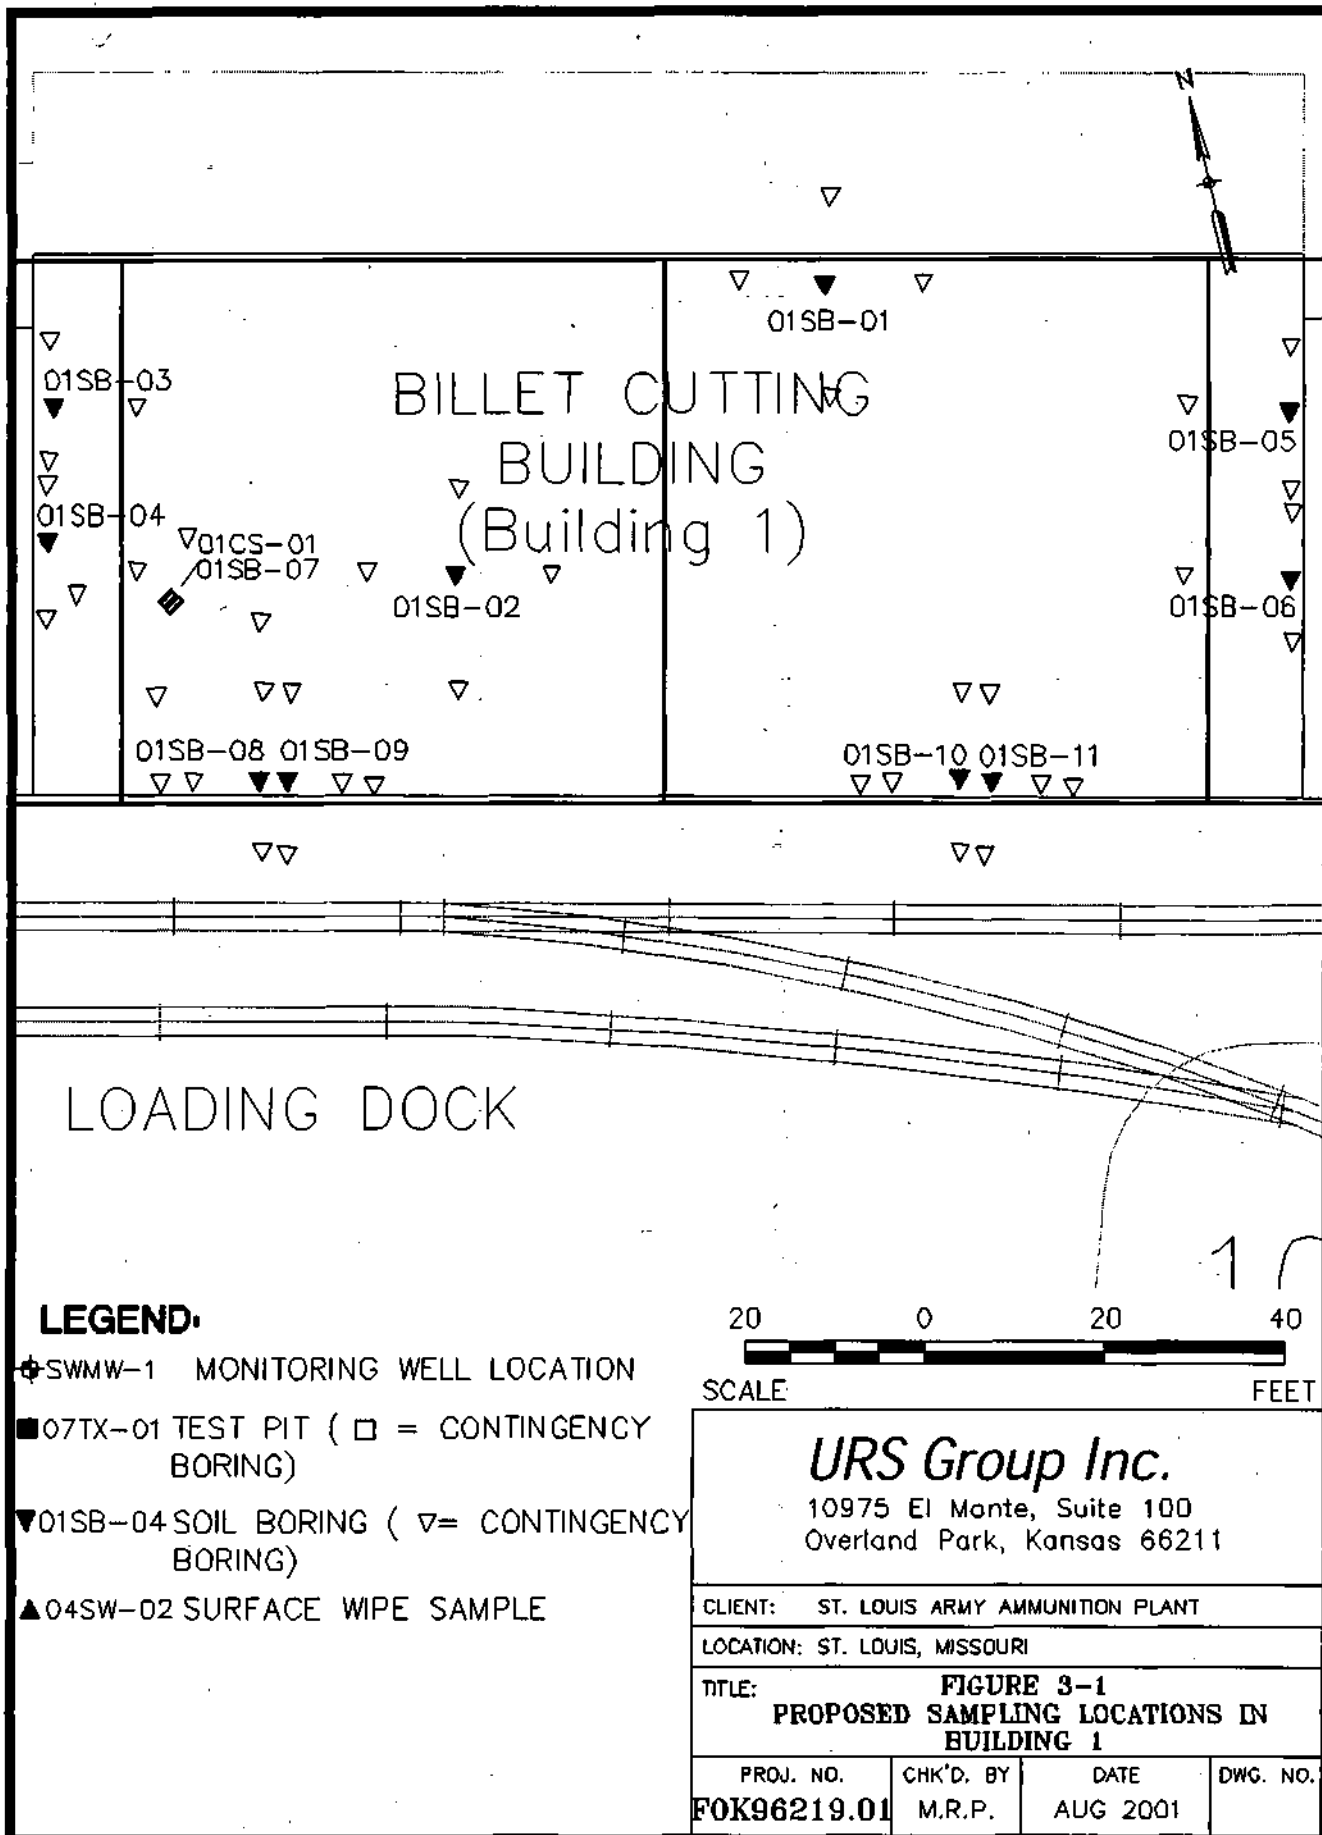 N
01SB-01
01SB-03
BILLET CUTTING
BUILDING
(Building 1)
01SB-05
01SB-04
01CS-01
01SB-07
01SB-02
01SB-06
01SB-08 01SB-09
01SB-10 01SB-11
LOADING DOCK
1
LEGEND:
SWMW-1 MONITORING WELL LOCATION
07TX-01 TEST PIT ( □ = CONTINGENCY
BORING)
01SB-04 SOIL BORING ( ▽= CONTINGENCY
BORING)
04SW-02 SURFACE WIPE SAMPLE
20 0 20 40
SCALE FEET
URS Group Inc.
10975 El Monte, Suite 100
Overland Park, Kansas 66211
CLIENT: ST. LOUIS ARMY AMMUNITION PLANT
LOCATION: ST. LOUIS, MISSOURI
TITLE: FIGURE 3-1
PROPOSED SAMPLING LOCATIONS IN
BUILDING 1
PROJ. NO. CHK'D. BY DATE DWG. NO.
F0K96219.01 M.R.P. AUG 2001